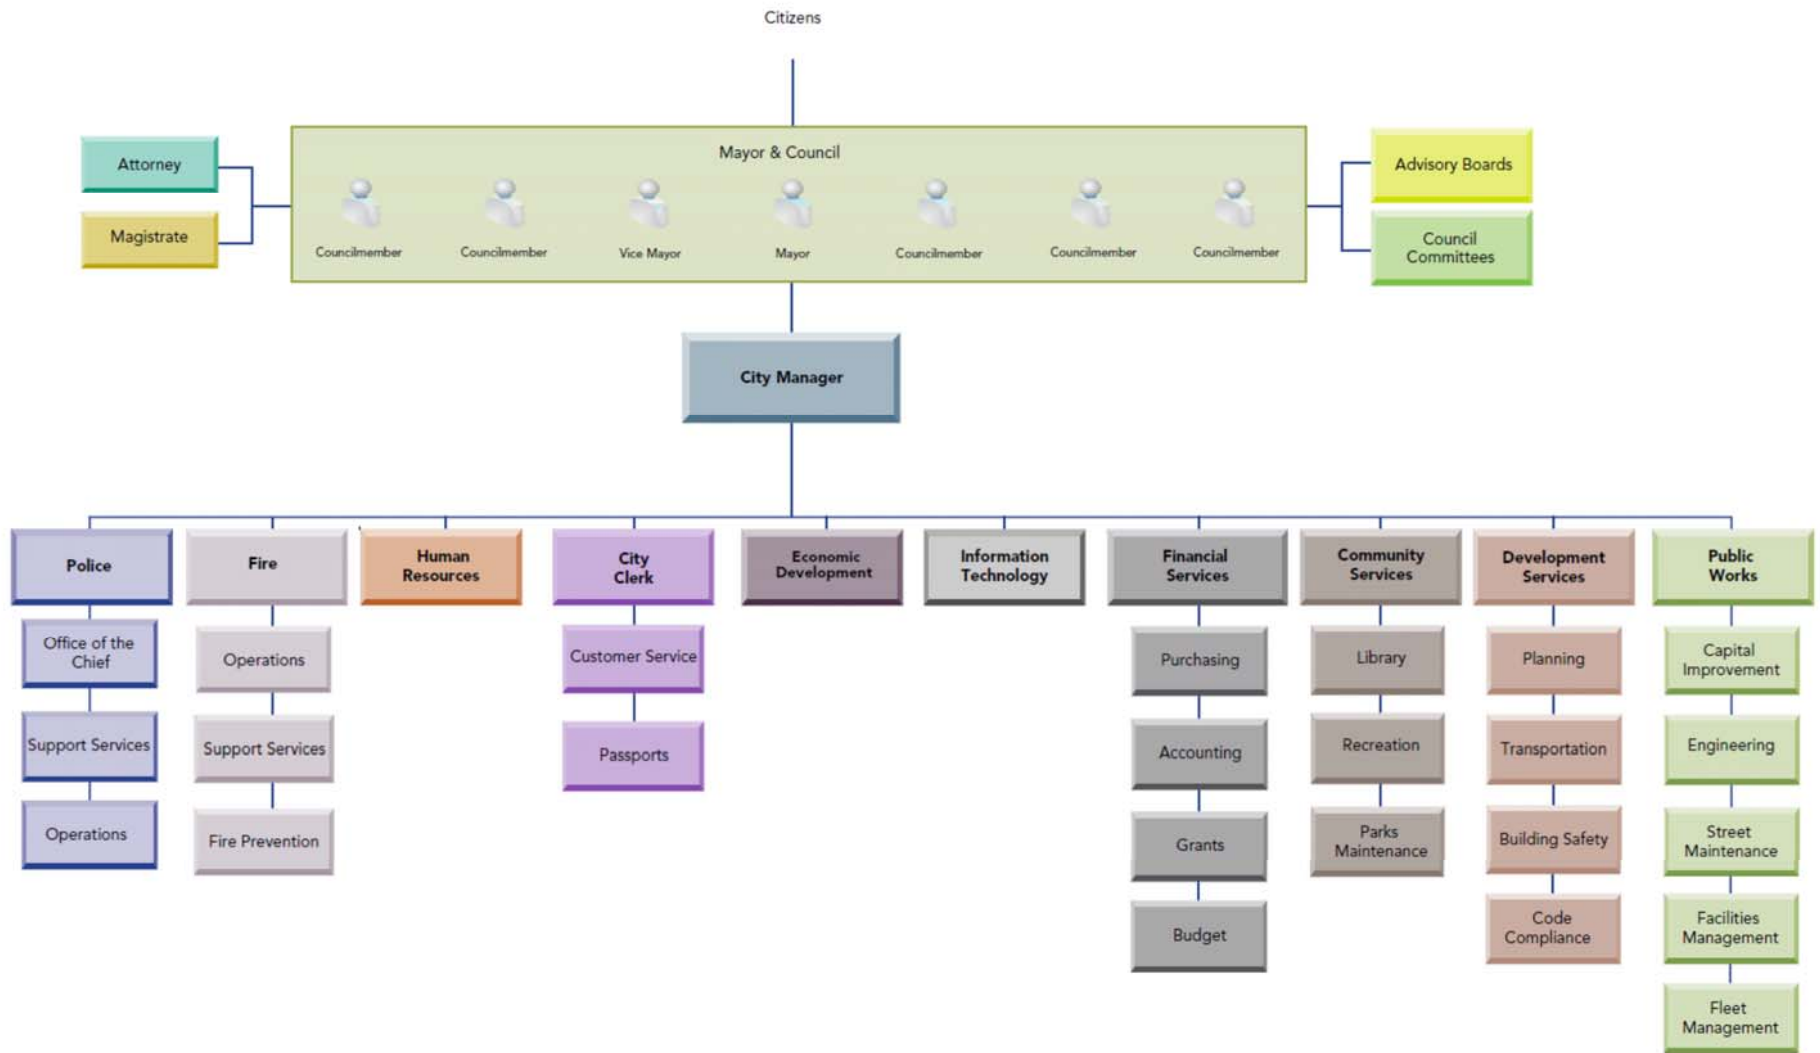 Citizens
Mayor & Council
Attorney
Magistrate
Councilmember
Councilmember
Vice Mayor
Mayor
Councilmember
Councilmember
Councilmember
Advisory Boards
Council
Committees
City Manager
Police
Office of the
Chief
Support Services
Operations
Fire
Operations
Support Services
Fire Prevention
Human
Resources
City
Clerk
Customer Service
Passports
Economic
Development
Information
Technology
Financial
Services
Purchasing
Accounting
Grants
Budget
Community
Services
Library
Recreation
Parks
Maintenance
Development
Services
Planning
Transportation
Building Safety
Code
Compliance
Public
Works
Capital
Improvement
Engineering
Street
Maintenance
Facilities
Management
Fleet
Management